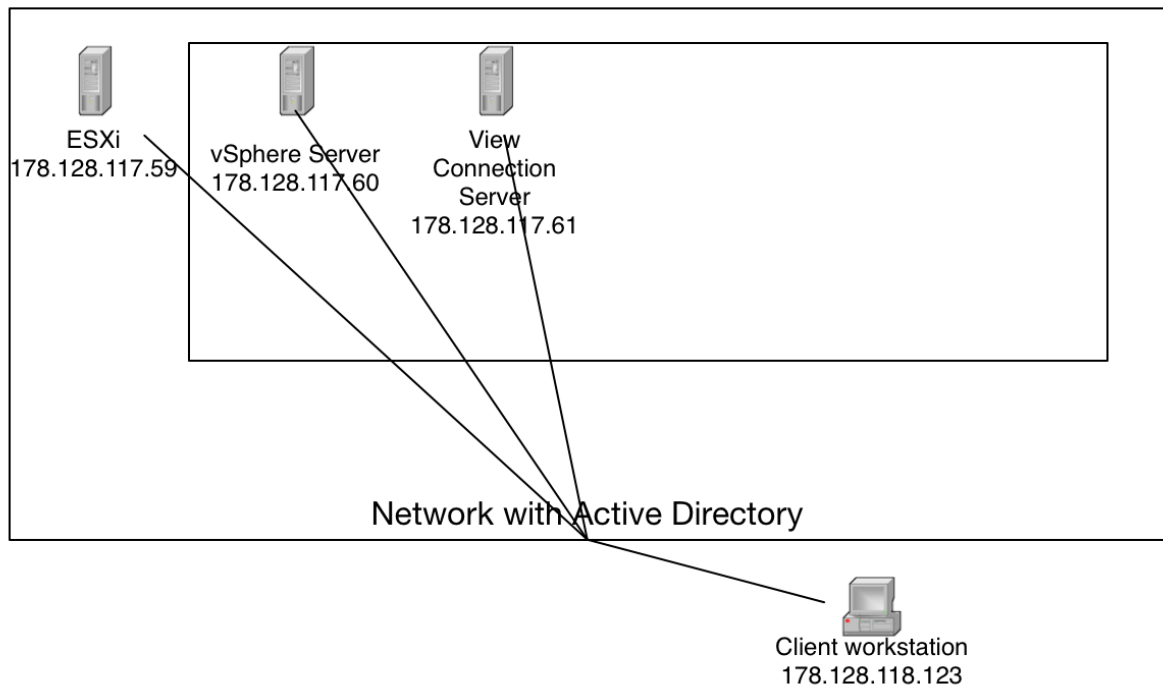 ESXi
178.128.117.59
vSphere Server
178.128.117.60
View
Connection
Server
178.128.117.61
Network with Active Directory
Client workstation
178.128.118.123